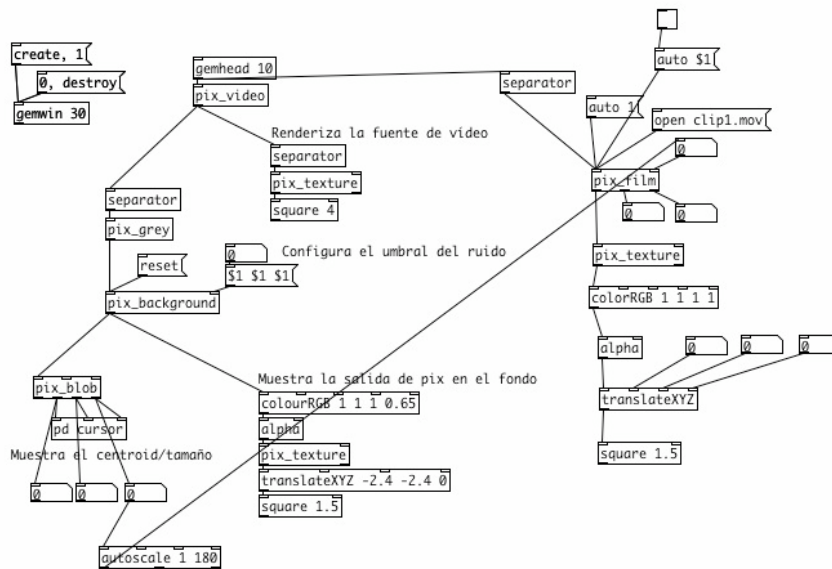 create, 1
0, destroy
gemwin 30
gemhead 10
pix_video
separator
auto $1
auto 1
open clip1.mov
0
pix_film
0
0
Renderiza la fuente de vídeo
separator
pix_texture
square 4
separator
pix_grey
reset
0
Configura el umbral del ruido
$1 $1 $1
pix_background
pix_texture
colorRGB 1 1 1 1
alpha
0
0
0
translateXYZ
square 1.5
pix_blob
pd cursor
Muestra el centroid/tamaño
0
0
0
Muestra la salida de pix en el fondo
colourRGB 1 1 1 0.65
alpha
pix_texture
translateXYZ -2.4 -2.4 0
square 1.5
autoscale 1 180